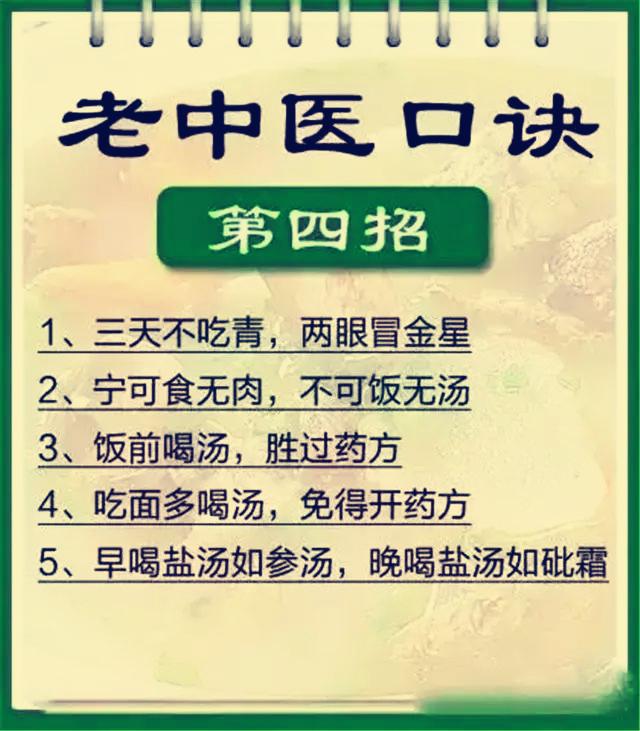 老中医口诀
第四招
1、三天不吃青，两眼冒金星
2、宁可食无肉，不可饭无汤
3、饭前喝汤，胜过药方
4、吃面多喝汤，免得开药方
5、早喝盐汤如参汤，晚喝盐汤如砒霜